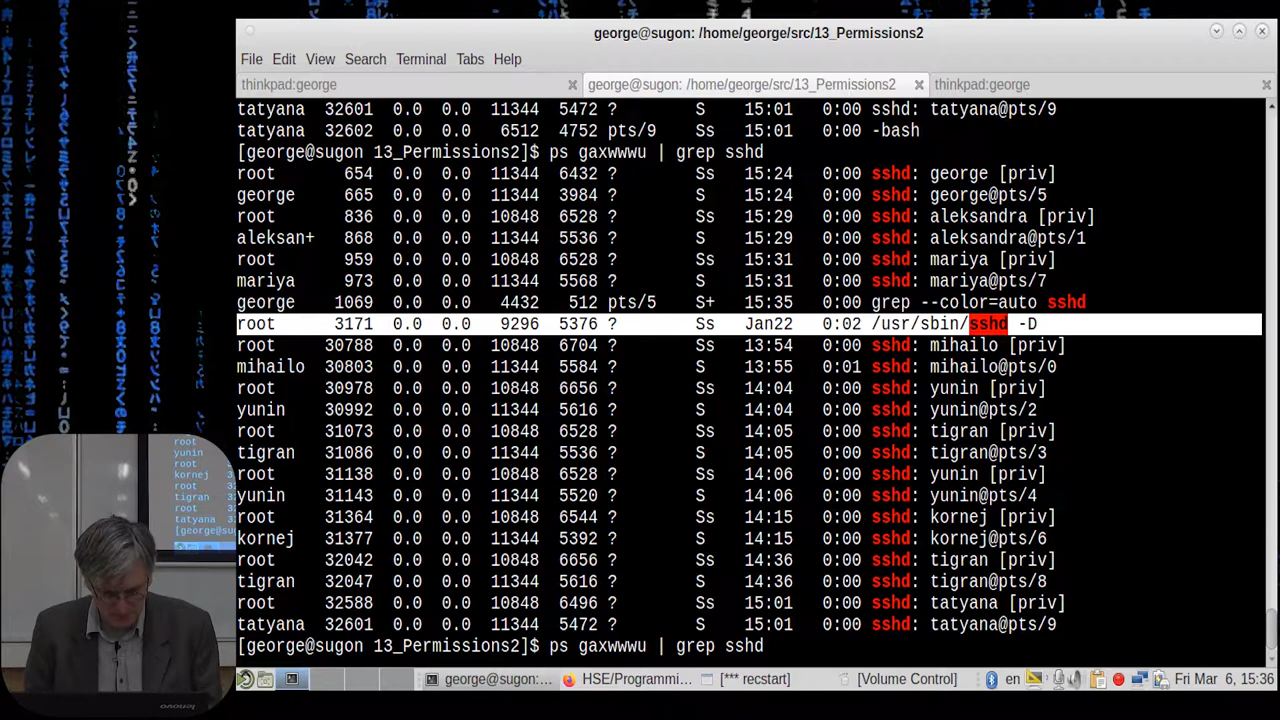 george@sugon: /home/george/src/13_Permissions2
File Edit View Search Terminal Tabs Help
thinkpad:george george@sugon: /home/george/src/13_Permissions2 thinkpad:george
tatyana 32601 0.0 0.0 11344 5472 ? S 15:01 0:00 sshd: tatyana@pts/9
tatyana 32602 0.0 0.0 6512 4752 pts/9 Ss 15:01 0:00 -bash
[george@sugon 13_Permissions2]$ ps gaxwwwu | grep sshd
root 654 0.0 0.0 11344 6432 ? Ss 15:24 0:00 sshd: george [priv]
george 665 0.0 0.0 11344 3984 ? S 15:24 0:00 sshd: george@pts/5
root 836 0.0 0.0 10848 6528 ? Ss 15:29 0:00 sshd: aleksandra [priv]
aleksan+ 868 0.0 0.0 11344 5536 ? S 15:29 0:00 sshd: aleksandra@pts/1
root 959 0.0 0.0 10848 6528 ? Ss 15:31 0:00 sshd: mariya [priv]
mariya 973 0.0 0.0 11344 5568 ? S 15:31 0:00 sshd: mariya@pts/7
george 1069 0.0 0.0 4432 512 pts/5 S+ 15:35 0:00 grep --color=auto sshd
root 3171 0.0 0.0 9296 5376 ? Ss Jan22 0:02 /usr/sbin/sshd -D
root 30788 0.0 0.0 10848 6704 ? Ss 13:54 0:00 sshd: mihailo [priv]
mihailo 30803 0.0 0.0 11344 5584 ? S 13:55 0:01 sshd: mihailo@pts/0
root 30978 0.0 0.0 10848 6656 ? Ss 14:04 0:00 sshd: yunin [priv]
yunin 30992 0.0 0.0 11344 5616 ? S 14:04 0:00 sshd: yunin@pts/2
root 31073 0.0 0.0 10848 6528 ? Ss 14:05 0:00 sshd: tigran [priv]
tigran 31086 0.0 0.0 11344 5616 ? S 14:05 0:00 sshd: tigran@pts/3
root 31138 0.0 0.0 10848 6528 ? Ss 14:06 0:00 sshd: yunin [priv]
yunin 31143 0.0 0.0 11344 5520 ? S 14:06 0:00 sshd: yunin@pts/4
root 31364 0.0 0.0 10848 6544 ? Ss 14:15 0:00 sshd: kornej [priv]
kornej 31377 0.0 0.0 11344 5392 ? S 14:15 0:00 sshd: kornej@pts/6
root 32042 0.0 0.0 10848 6656 ? Ss 14:36 0:00 sshd: tigran [priv]
tigran 32047 0.0 0.0 11344 5616 ? S 14:36 0:00 sshd: tigran@pts/8
root 32588 0.0 0.0 10848 6496 ? Ss 15:01 0:00 sshd: tatyana [priv]
tatyana 32601 0.0 0.0 11344 5472 ? S 15:01 0:00 sshd: tatyana@pts/9
[george@sugon 13_Permissions2]$ ps gaxwwwu | grep sshd
george@sugon:... HSE/Programmi... [*** recstart] [Volume Control] en Fri Mar 6, 15:36
root
yunin
root
kornej
root
tigran
root
tatyana
[george@sug
lenovo